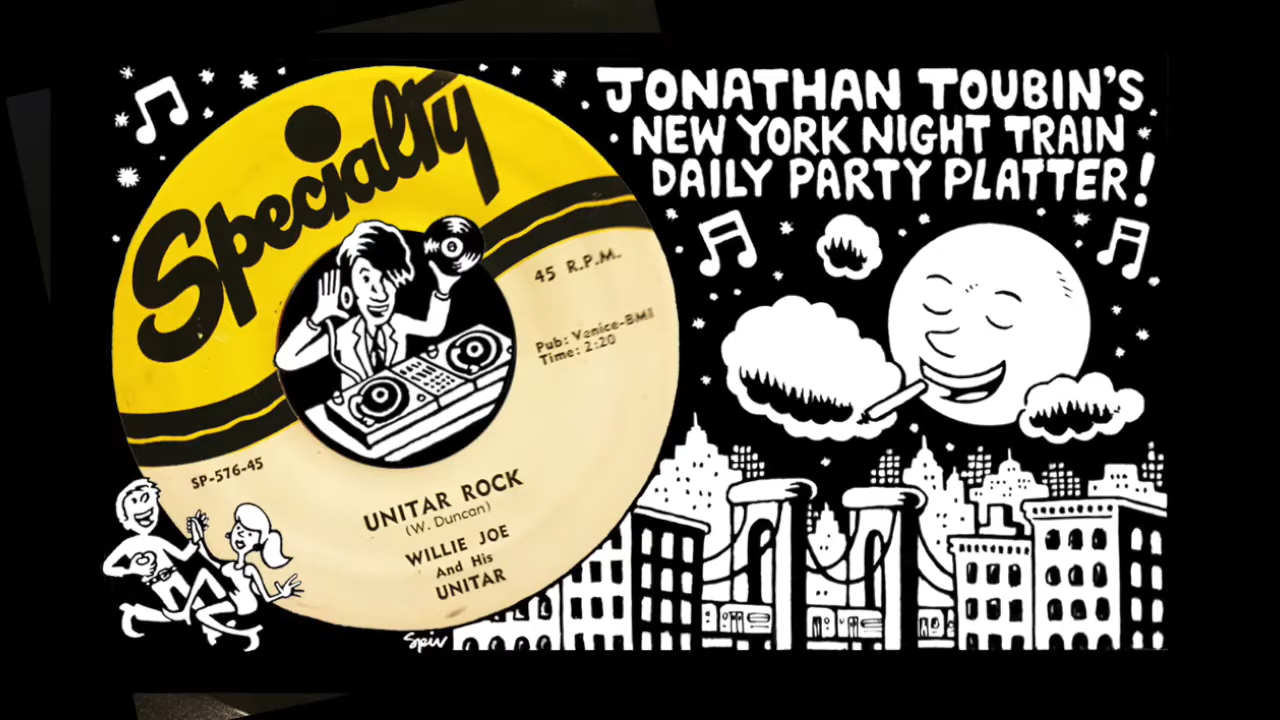 JONATHAN TOUBIN'S
NEW YORK NIGHT TRAIN
DAILY PARTY PLATTER!
Specialty
45 R.P.M.
Pub: Venice-BMI
Time: 2:20
SP-576-45
UNITAR ROCK
(W. Duncan)
WILLIE JOE
And His
UNITAR
Spiv